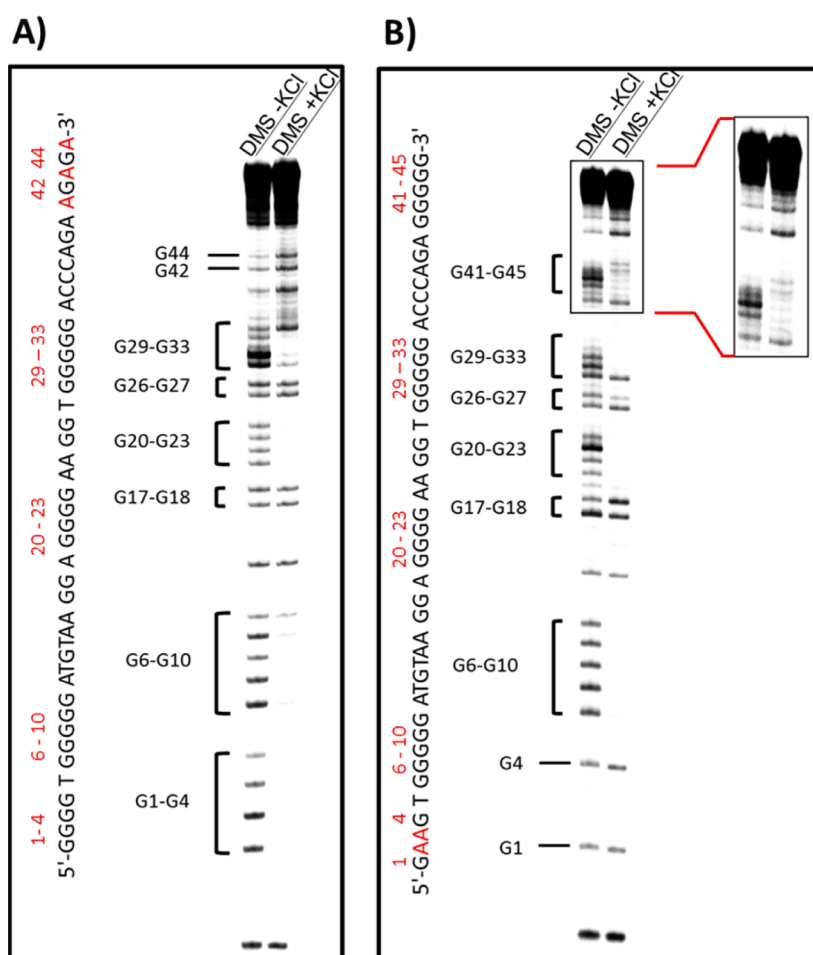 A)
DMS -KCl
DMS +KCl
5'-GGGG T GGGGG ATGTAA GG A GGGG AA GG T GGGGG ACCCAGA AGAGA-3'
1-4
6 - 10
20 - 23
29 – 33
42 44
G44
G42
G29-G33
G26-G27
G20-G23
G17-G18
G6-G10
G1-G4
B)
DMS -KCl
DMS +KCl
5'-GAAG T GGGGG ATGTAA GG A GGGG AA GG T GGGGG ACCCAGA GGGGG-3'
1
4
6 - 10
20 - 23
29 – 33
41 - 45
G41-G45
G29-G33
G26-G27
G20-G23
G17-G18
G6-G10
G4
G1